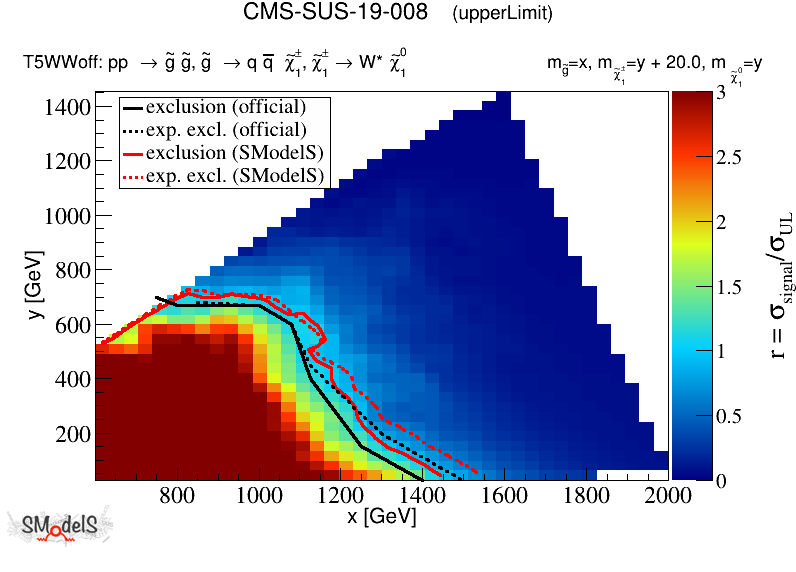 CMS-SUS-19-008 (upperLimit)
T5WWoff: pp → g̃ g̃, g̃ → q q̅ χ̃₁±, χ̃₁± → W* χ̃₁⁰
m_g̃=x, m_χ̃₁±=y + 20.0, m_χ̃₁⁰=y
exclusion (official)
exp. excl. (official)
exclusion (SModelS)
exp. excl. (SModelS)
1400
1200
1000
800
600
400
200
y [GeV]
800 1000 1200 1400 1600 1800 2000
x [GeV]
3
2.5
2
1.5
1
0.5
0
r = σ_signal/σ_UL
SModelS